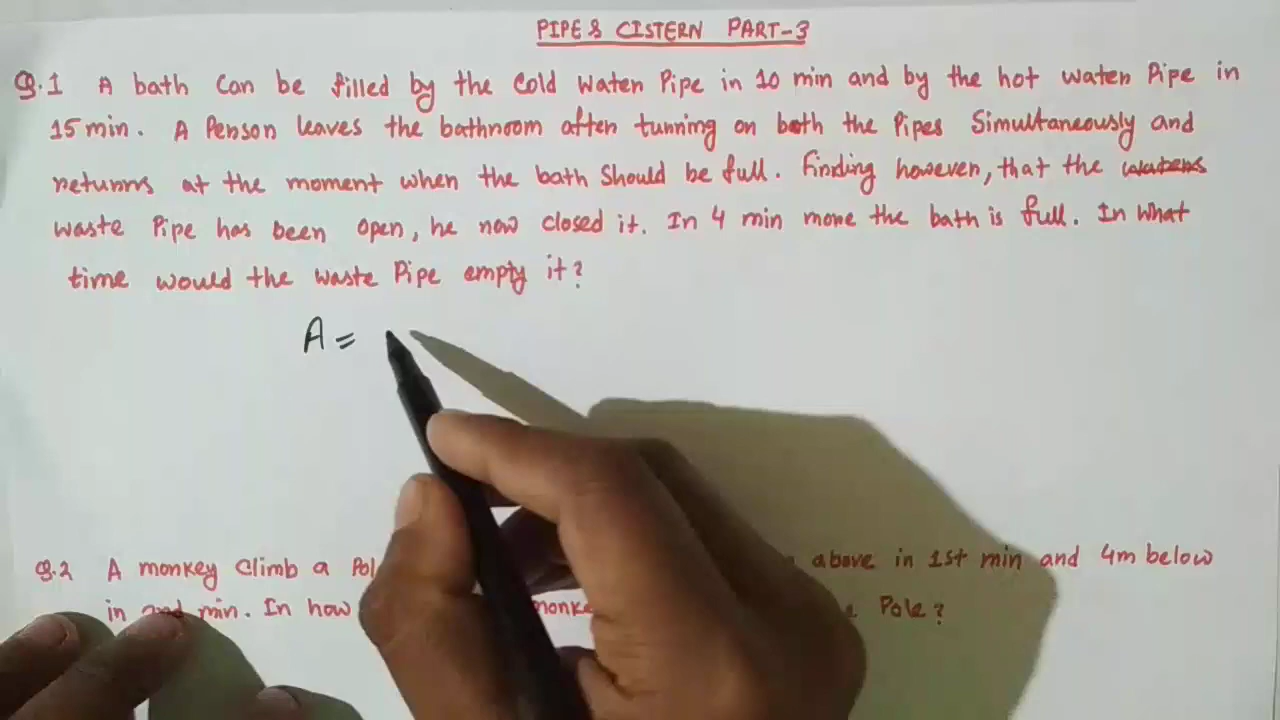 PIPE & CISTERN PART-3
Q.1 A bath Can be filled by the Cold Water Pipe in 10 min and by the hot water Pipe in
15 min. A Person leaves the bathroom after tunning on both the Pipes Simultaneously and
returns at the moment when the bath Should be full. Finding however, that the waters
waste Pipe has been open, he now closed it. In 4 min more the bath is full. In What
time would the waste Pipe empty it?
A =
Q.2 A monkey Climb a Pol above in 1st min and 4m below
in 2nd min. In how monke Pole?